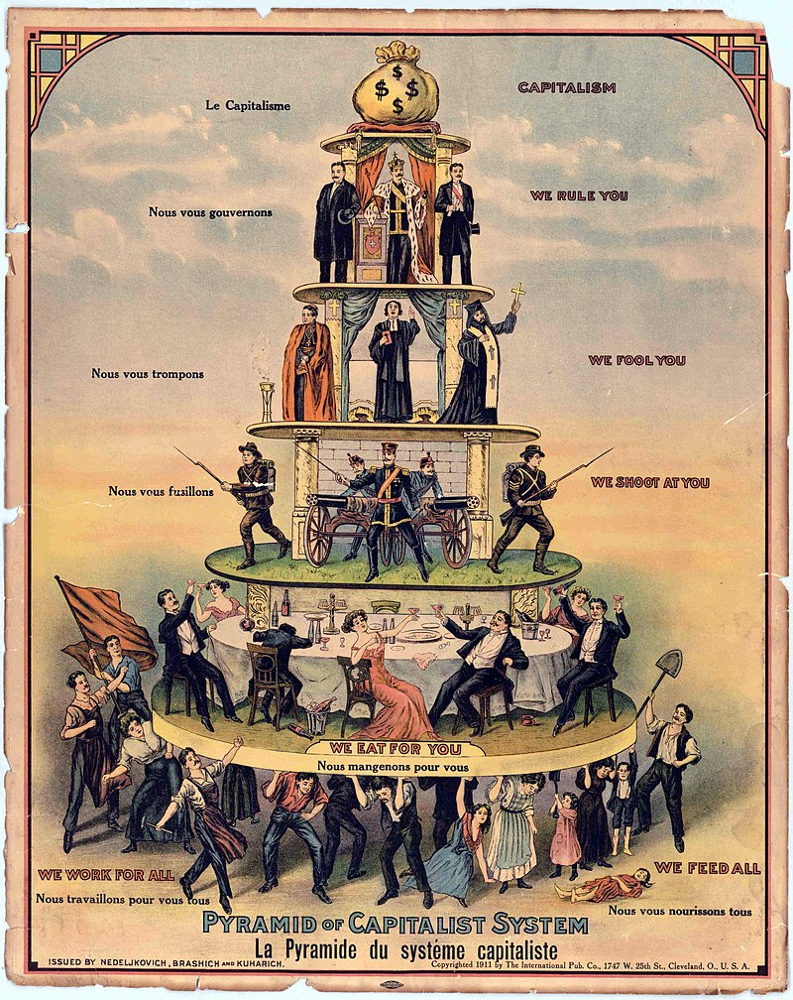 $ $ $ $
Le Capitalisme
CAPITALISM
Nous vous gouvernons
WE RULE YOU
Nous vous trompons
WE FOOL YOU
Nous vous fusillons
WE SHOOT AT YOU
WE EAT FOR YOU
Nous mangenons pour vous
WE WORK FOR ALL
WE FEED ALL
Nous travaillons pour vous tous
Nous vous nourissons tous
PYRAMID OF CAPITALIST SYSTEM
La Pyramide du système capitaliste
ISSUED BY NEDELJKOVICH, BRASHICH AND KUHARICH.
Copyrighted 1911 by The International Pub. Co., 1747 W. 25th St., Cleveland, O., U. S. A.